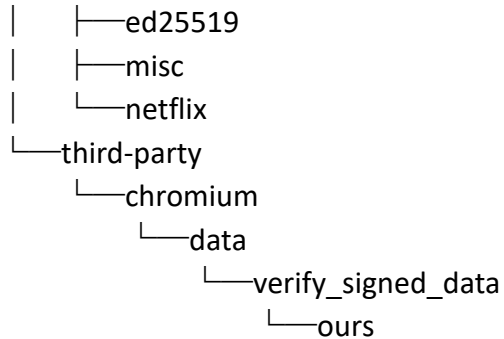 │ ├──ed25519
│ ├──misc
│ └──netflix
└──third-party
└──chromium
└──data
└──verify_signed_data
└──ours